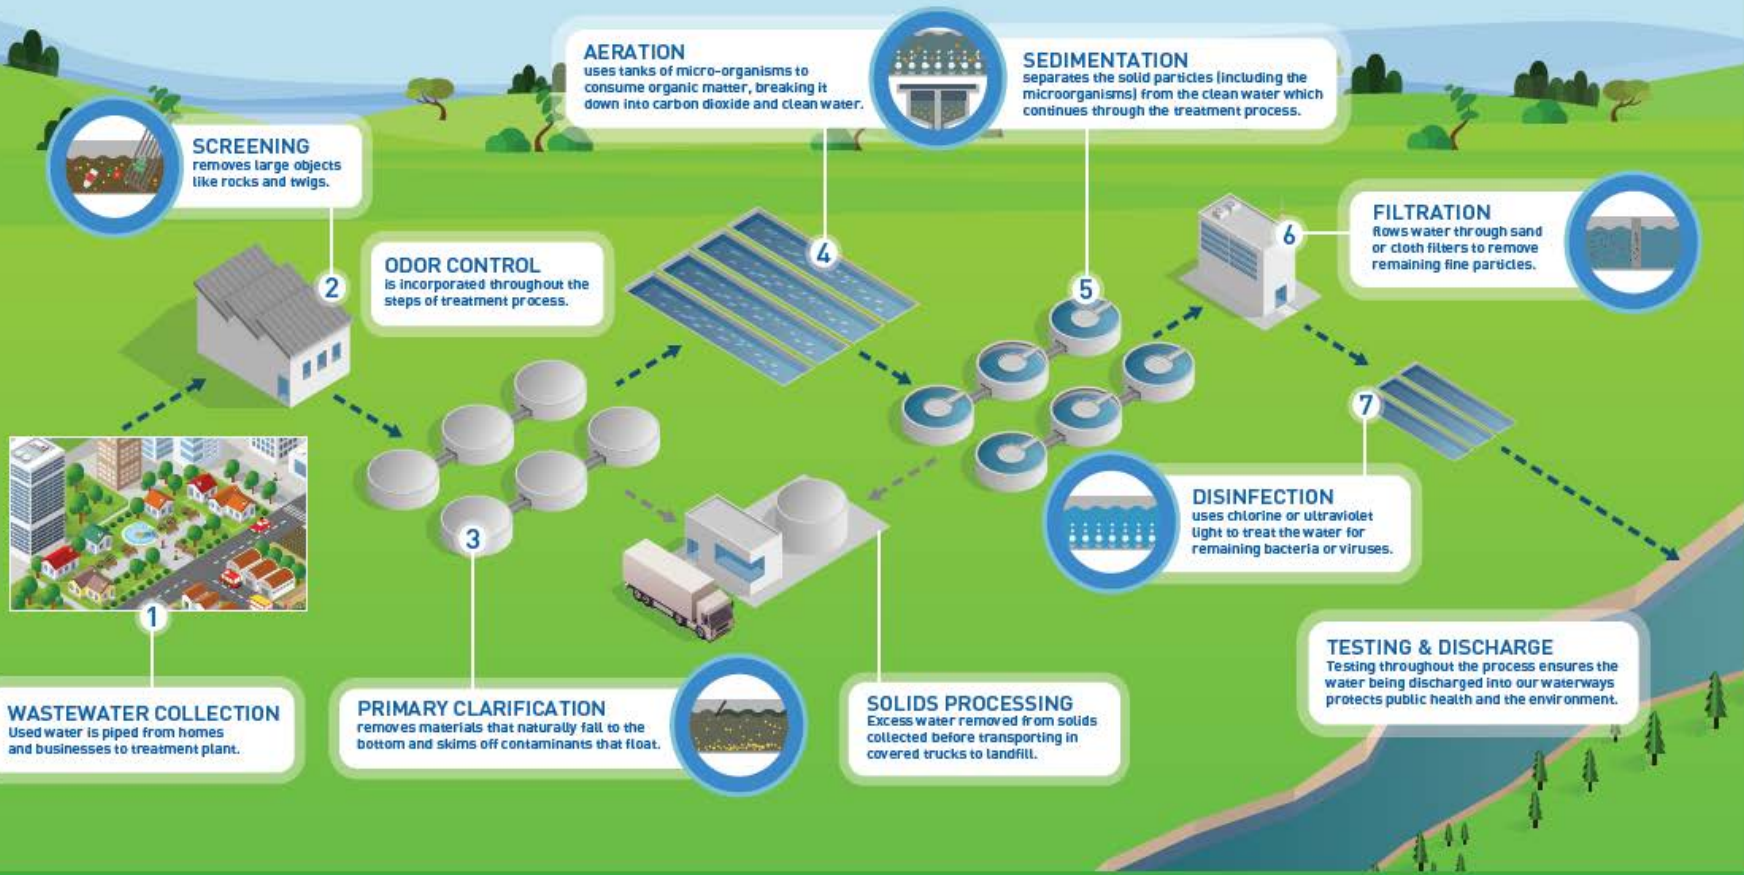 AERATION
uses tanks of micro-organisms to
consume organic matter, breaking it
down into carbon dioxide and clean water.
SEDIMENTATION
separates the solid particles (including the
microorganisms) from the clean water which
continues through the treatment process.
SCREENING
removes large objects
like rocks and twigs.
2
ODOR CONTROL
is incorporated throughout the
steps of treatment process.
4
5
6
FILTRATION
flows water through sand
or cloth filters to remove
remaining fine particles.
7
DISINFECTION
uses chlorine or ultraviolet
light to treat the water for
remaining bacteria or viruses.
3
1
WASTEWATER COLLECTION
Used water is piped from homes
and businesses to treatment plant.
PRIMARY CLARIFICATION
removes materials that naturally fall to the
bottom and skims off contaminants that float.
SOLIDS PROCESSING
Excess water removed from solids
collected before transporting in
covered trucks to landfill.
TESTING & DISCHARGE
Testing throughout the process ensures the
water being discharged into our waterways
protects public health and the environment.